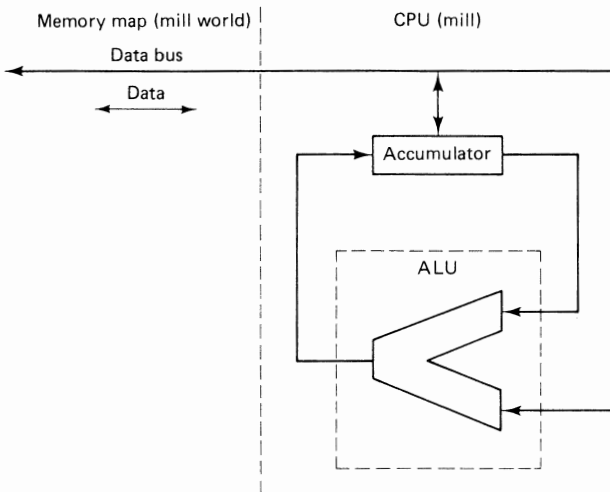 Memory map (mill world)
CPU (mill)
Data bus
Data
Accumulator
ALU